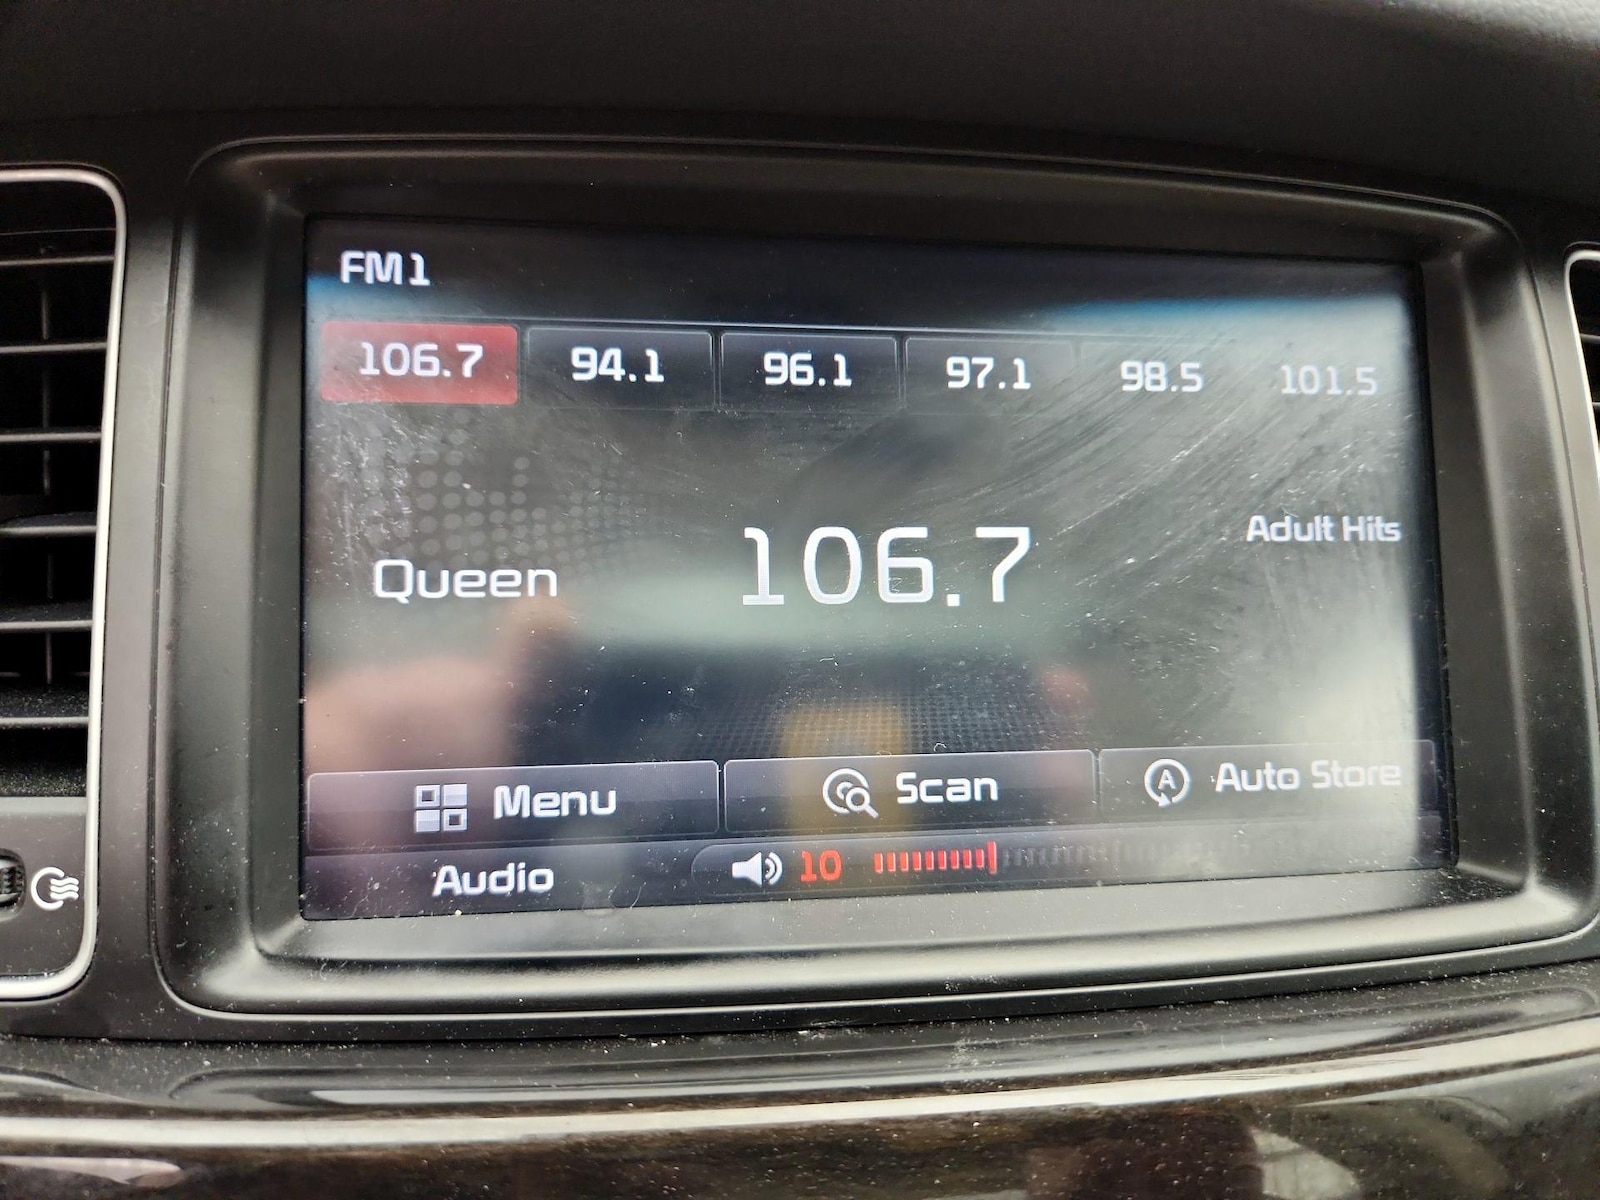 FM1
106.7 94.1 96.1 97.1 98.5 101.5
Adult Hits
Queen 106.7
Menu Scan A Auto Store
Audio 10